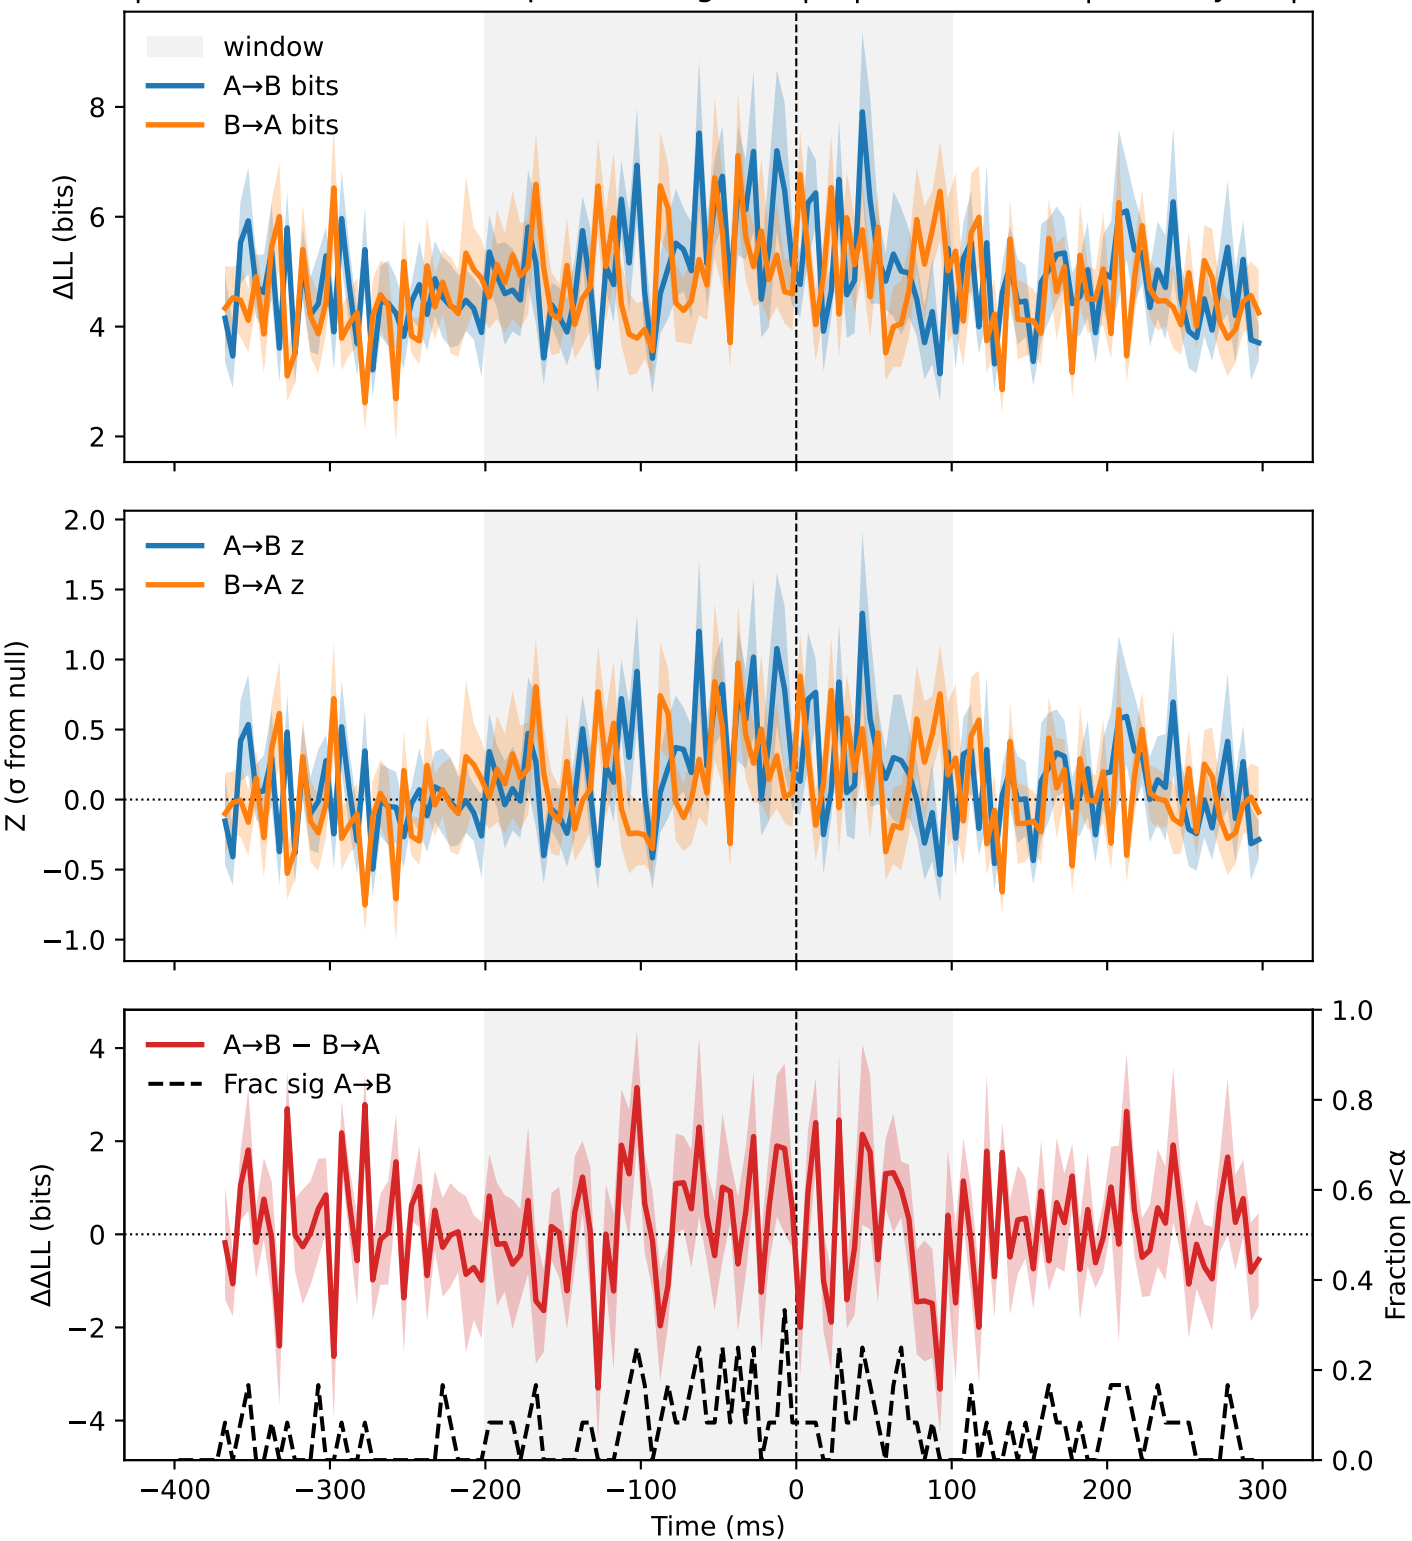 window
A→B bits
B→A bits
8
6
4
2
ΔLL (bits)
A→B z
B→A z
2.0
1.5
1.0
0.5
0.0
−0.5
−1.0
Z (σ from null)
A→B − B→A
Frac sig A→B
4
2
0
−2
−4
ΔΔLL (bits)
1.0
0.8
0.6
0.4
0.2
0.0
Fraction p<α
−400 −300 −200 −100 0 100 200 300
Time (ms)